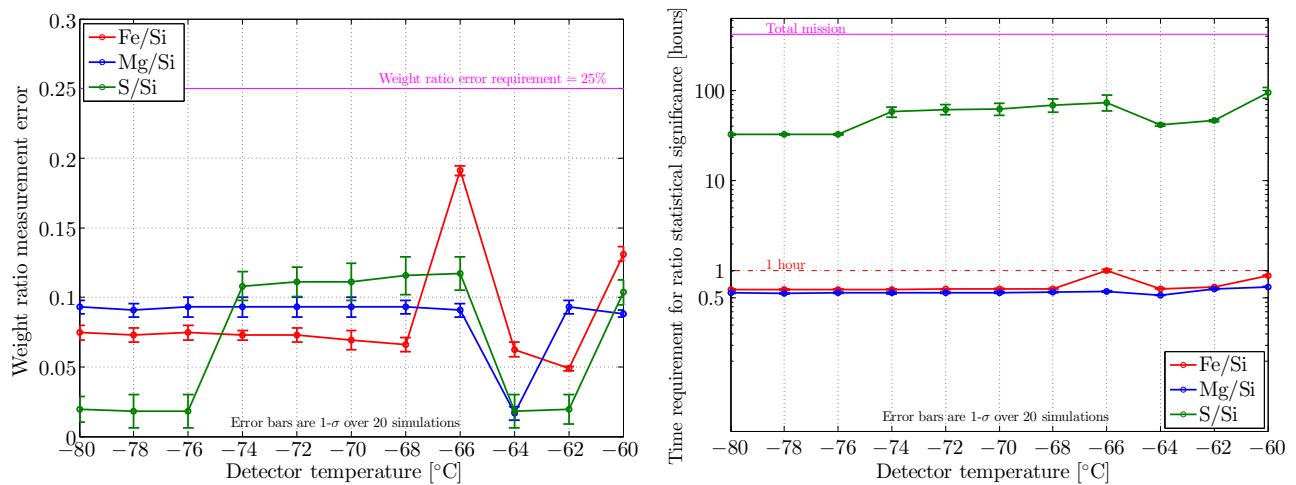 0.3
0.25
0.2
0.15
0.1
0.05
0
Weight ratio measurement error
Fe/Si
Mg/Si
S/Si
Weight ratio error requirement = 25%
Error bars are 1-σ over 20 simulations
−80 −78 −76 −74 −72 −70 −68 −66 −64 −62 −60
Detector temperature [°C]
Time requirement for ratio statistical significance [hours]
100
10
1
0.5
Total mission
1 hour
Fe/Si
Mg/Si
S/Si
Error bars are 1-σ over 20 simulations
−80 −78 −76 −74 −72 −70 −68 −66 −64 −62 −60
Detector temperature [°C]